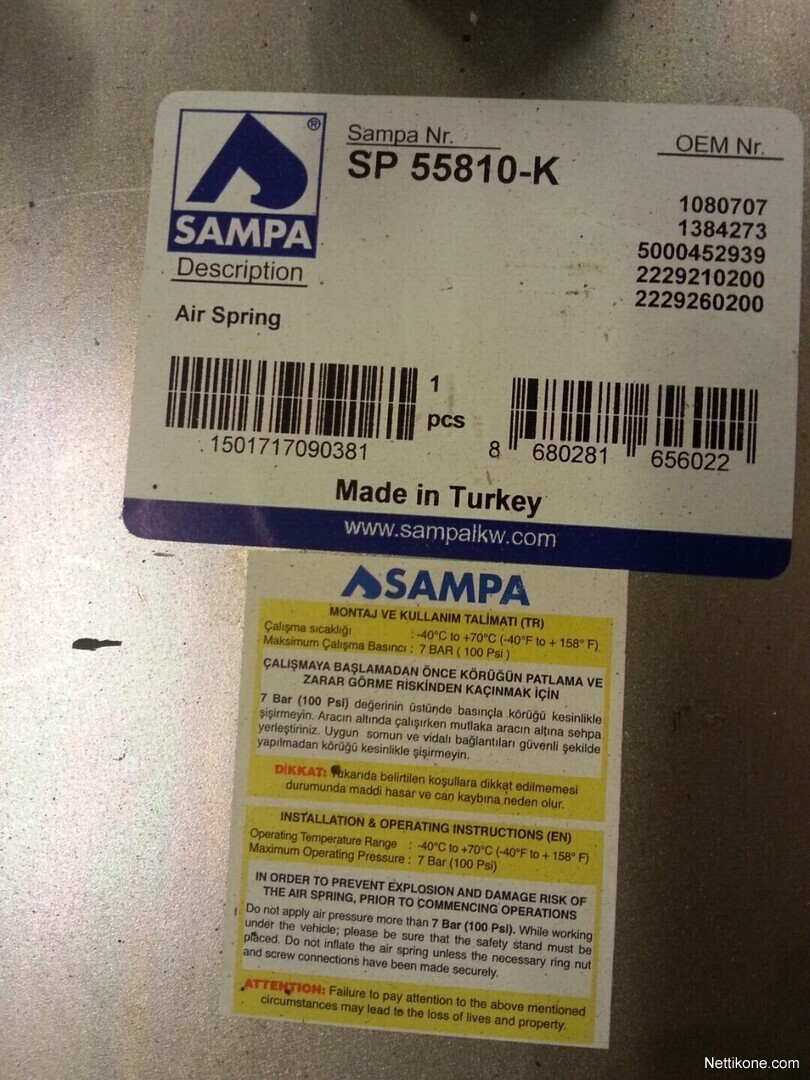 ®
SAMPA
Sampa Nr.
SP 55810-K
OEM Nr.
1080707
1384273
5000452939
2229210200
2229260200
Description
Air Spring
1501717090381
1
pcs
8 680281 656022
Made in Turkey
www.sampalkw.com
SAMPA
MONTAJ VE KULLANIM TALİMATI (TR)
Çalışma sıcaklığı : -40°C to +70°C (-40°F to + 158° F)
Maksimum Çalışma Basıncı : 7 BAR ( 100 Psi )
ÇALIŞMAYA BAŞLAMADAN ÖNCE KÖRÜĞÜN PATLAMA VE
ZARAR GÖRME RİSKİNDEN KAÇINMAK İÇİN
7 Bar (100 Psi) değerinin üstünde basınçla körüğü kesinlikle
şişirmeyin. Aracın altında çalışırken mutlaka aracın altına sehpa
yerleştiriniz. Uygun somun ve vidalı bağlantıları güvenli şekilde
yapılmadan körüğü kesinlikle şişirmeyin.
DİKKAT: Yukarıda belirtilen koşullara dikkat edilmemesi
durumunda maddi hasar ve can kaybına neden olur.
INSTALLATION & OPERATING INSTRUCTIONS (EN)
Operating Temperature Range : -40°C to +70°C (-40°F to + 158° F)
Maximum Operating Pressure : 7 Bar (100 Psi)
IN ORDER TO PREVENT EXPLOSION AND DAMAGE RISK OF
THE AIR SPRING, PRIOR TO COMMENCING OPERATIONS
Do not apply air pressure more than 7 Bar (100 Psi). While working
under the vehicle; please be sure that the safety stand must be
placed. Do not inflate the air spring unless the necessary ring nut
and screw connections have been made securely.
ATTENTION: Failure to pay attention to the above mentioned
circumstances may lead to the loss of lives and property.
Nettikone.com